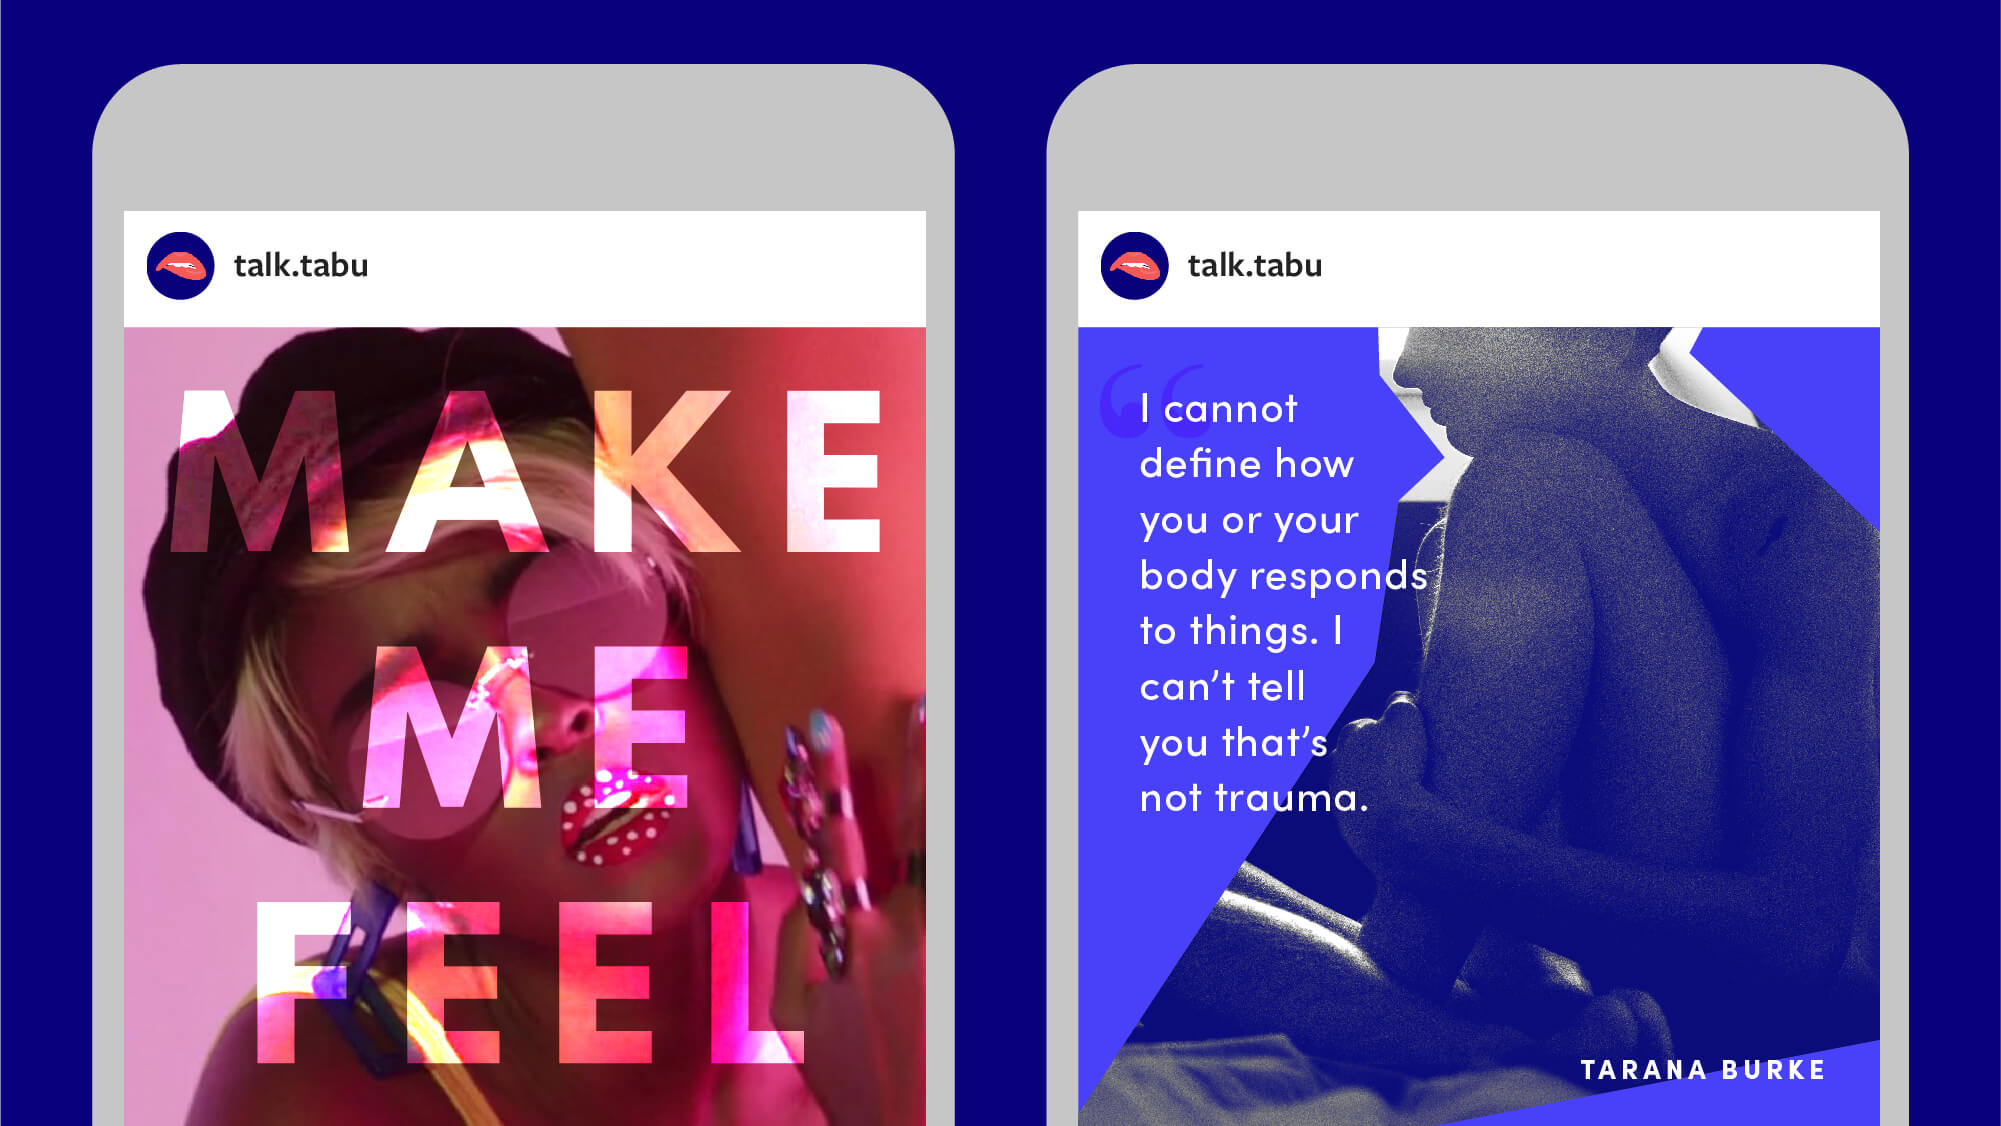 talk.tabu
MAKE
ME
FEEL
talk.tabu
“
I cannot
define how
you or your
body responds
to things. I
can’t tell
you that’s
not trauma.
TARANA BURKE